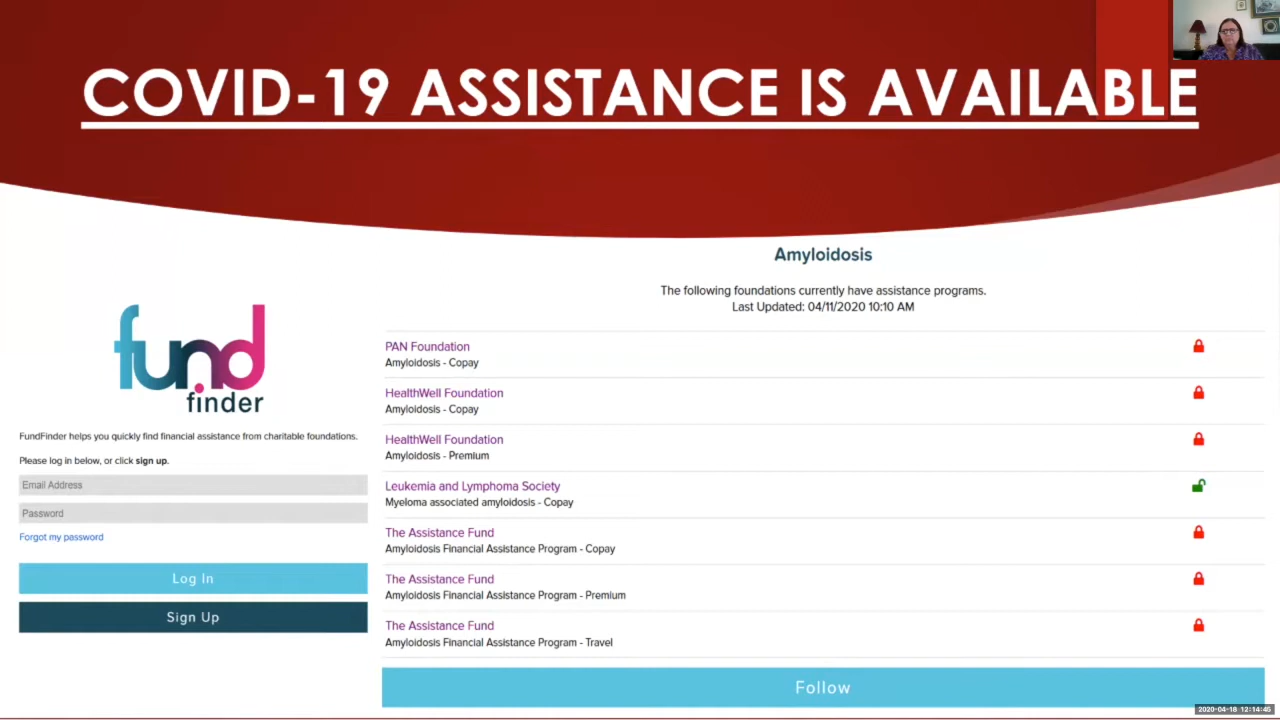 COVID-19 ASSISTANCE IS AVAILABLE
fund
finder
FundFinder helps you quickly find financial assistance from charitable foundations.
Please log in below, or click sign up.
Email Address
Password
Forgot my password
Log In
Sign Up
Amyloidosis
The following foundations currently have assistance programs.
Last Updated: 04/11/2020 10:10 AM
PAN Foundation
Amyloidosis - Copay
HealthWell Foundation
Amyloidosis - Copay
HealthWell Foundation
Amyloidosis - Premium
Leukemia and Lymphoma Society
Myeloma associated amyloidosis - Copay
The Assistance Fund
Amyloidosis Financial Assistance Program - Copay
The Assistance Fund
Amyloidosis Financial Assistance Program - Premium
The Assistance Fund
Amyloidosis Financial Assistance Program - Travel
Follow
2020-04-18 12:14:45